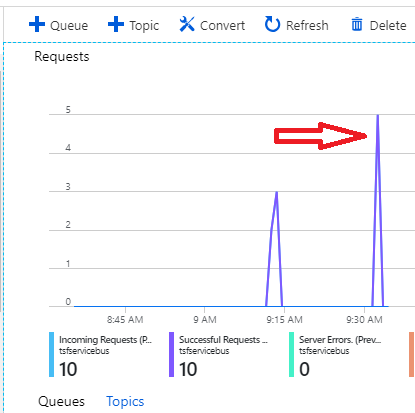 Queue Topic Convert Refresh Delete
Requests
5
4
3
2
1
0
8:45 AM 9 AM 9:15 AM 9:30 AM
Incoming Requests (P... Successful Requests ... Server Errors. (Prev...
tsfservicebus tsfservicebus tsfservicebus
10 10 0
Queues Topics